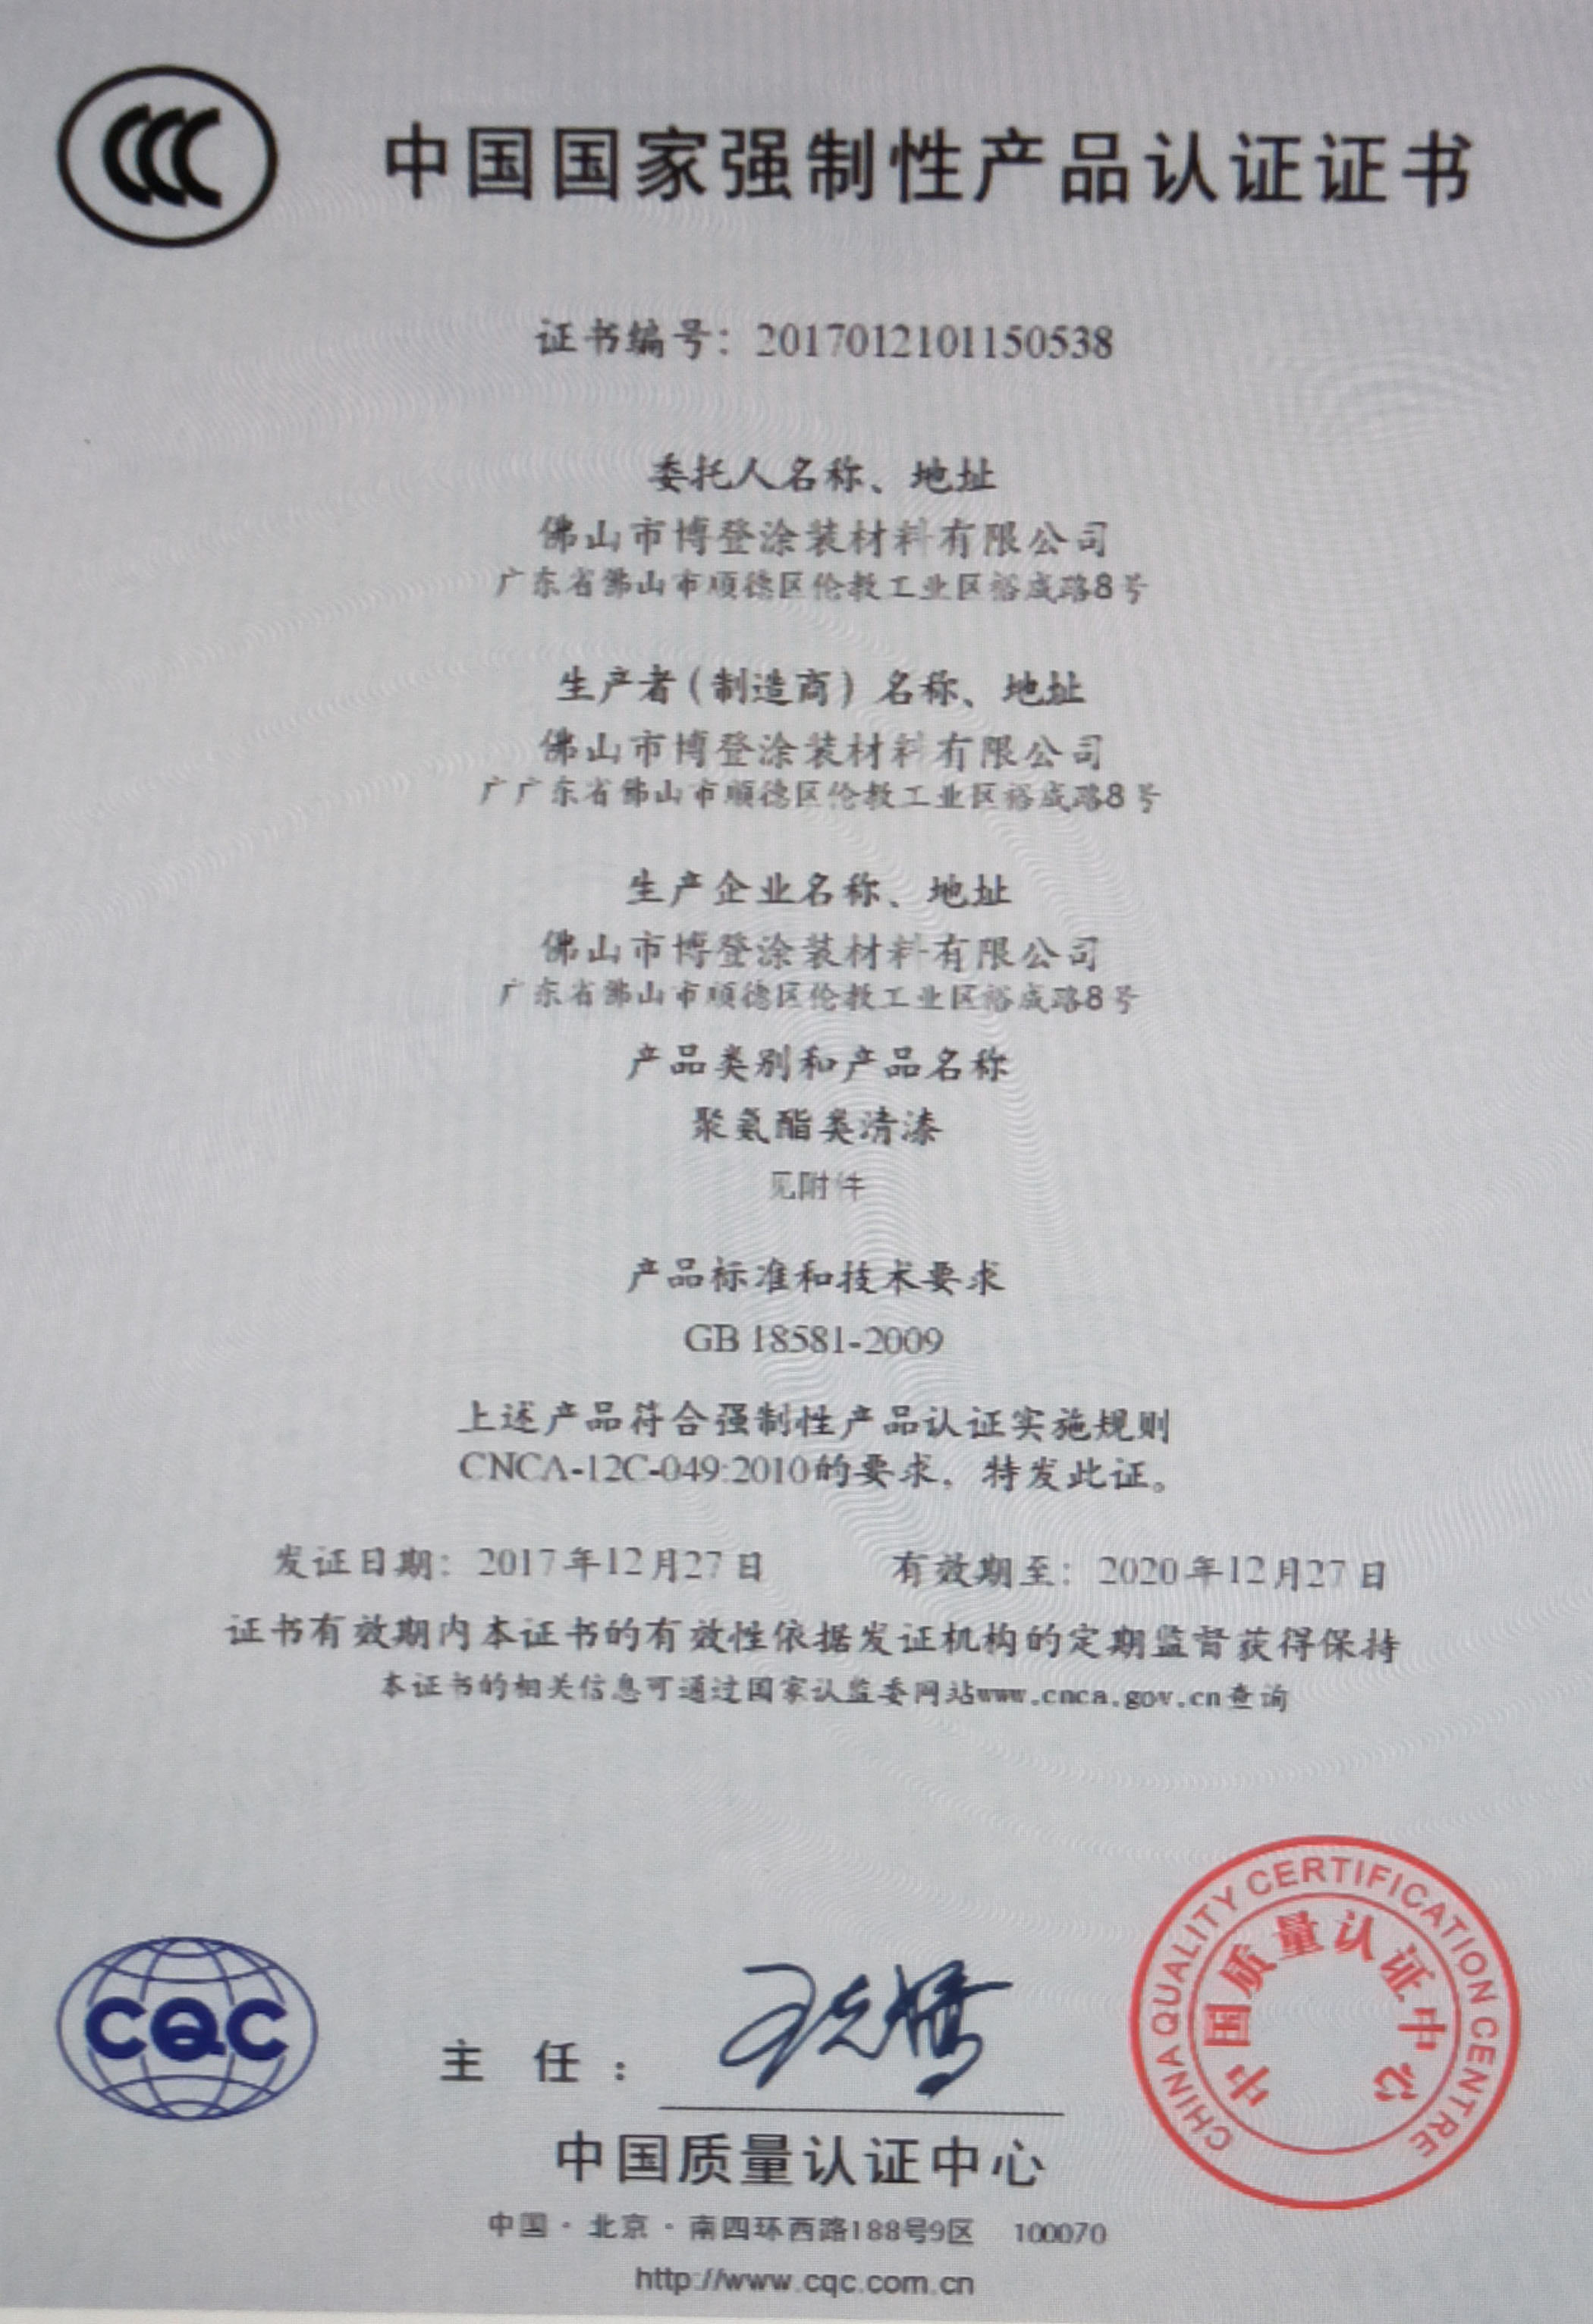 CCC
中国国家强制性产品认证证书
证书编号：2017012101150538
委托人名称、地址
佛山市博登涂装材料有限公司
广东省佛山市顺德区伦教工业区裕成路8号
生产者（制造商）名称、地址
佛山市博登涂装材料有限公司
广广东省佛山市顺德区伦教工业区裕成路8号
生产企业名称、地址
佛山市博登涂装材料有限公司
广东省佛山市顺德区伦教工业区裕成路8号
产品类别和产品名称
聚氨酯类清漆
见附件
产品标准和技术要求
GB 18581-2009
上述产品符合强制性产品认证实施规则
CNCA-12C-049:2010的要求，特发此证。
发证日期：2017年12月27日 有效期至：2020年12月27日
证书有效期内本证书的有效性依据发证机构的定期监督获得保持
本证书的相关信息可通过国家认监委网站www.cnca.gov.cn查询
CQC
主 任：
CHINA QUALITY CERTIFICATION CENTRE
中国质量认证中心
中国质量认证中心
中国·北京·南四环西路188号9区 100070
http://www.cqc.com.cn